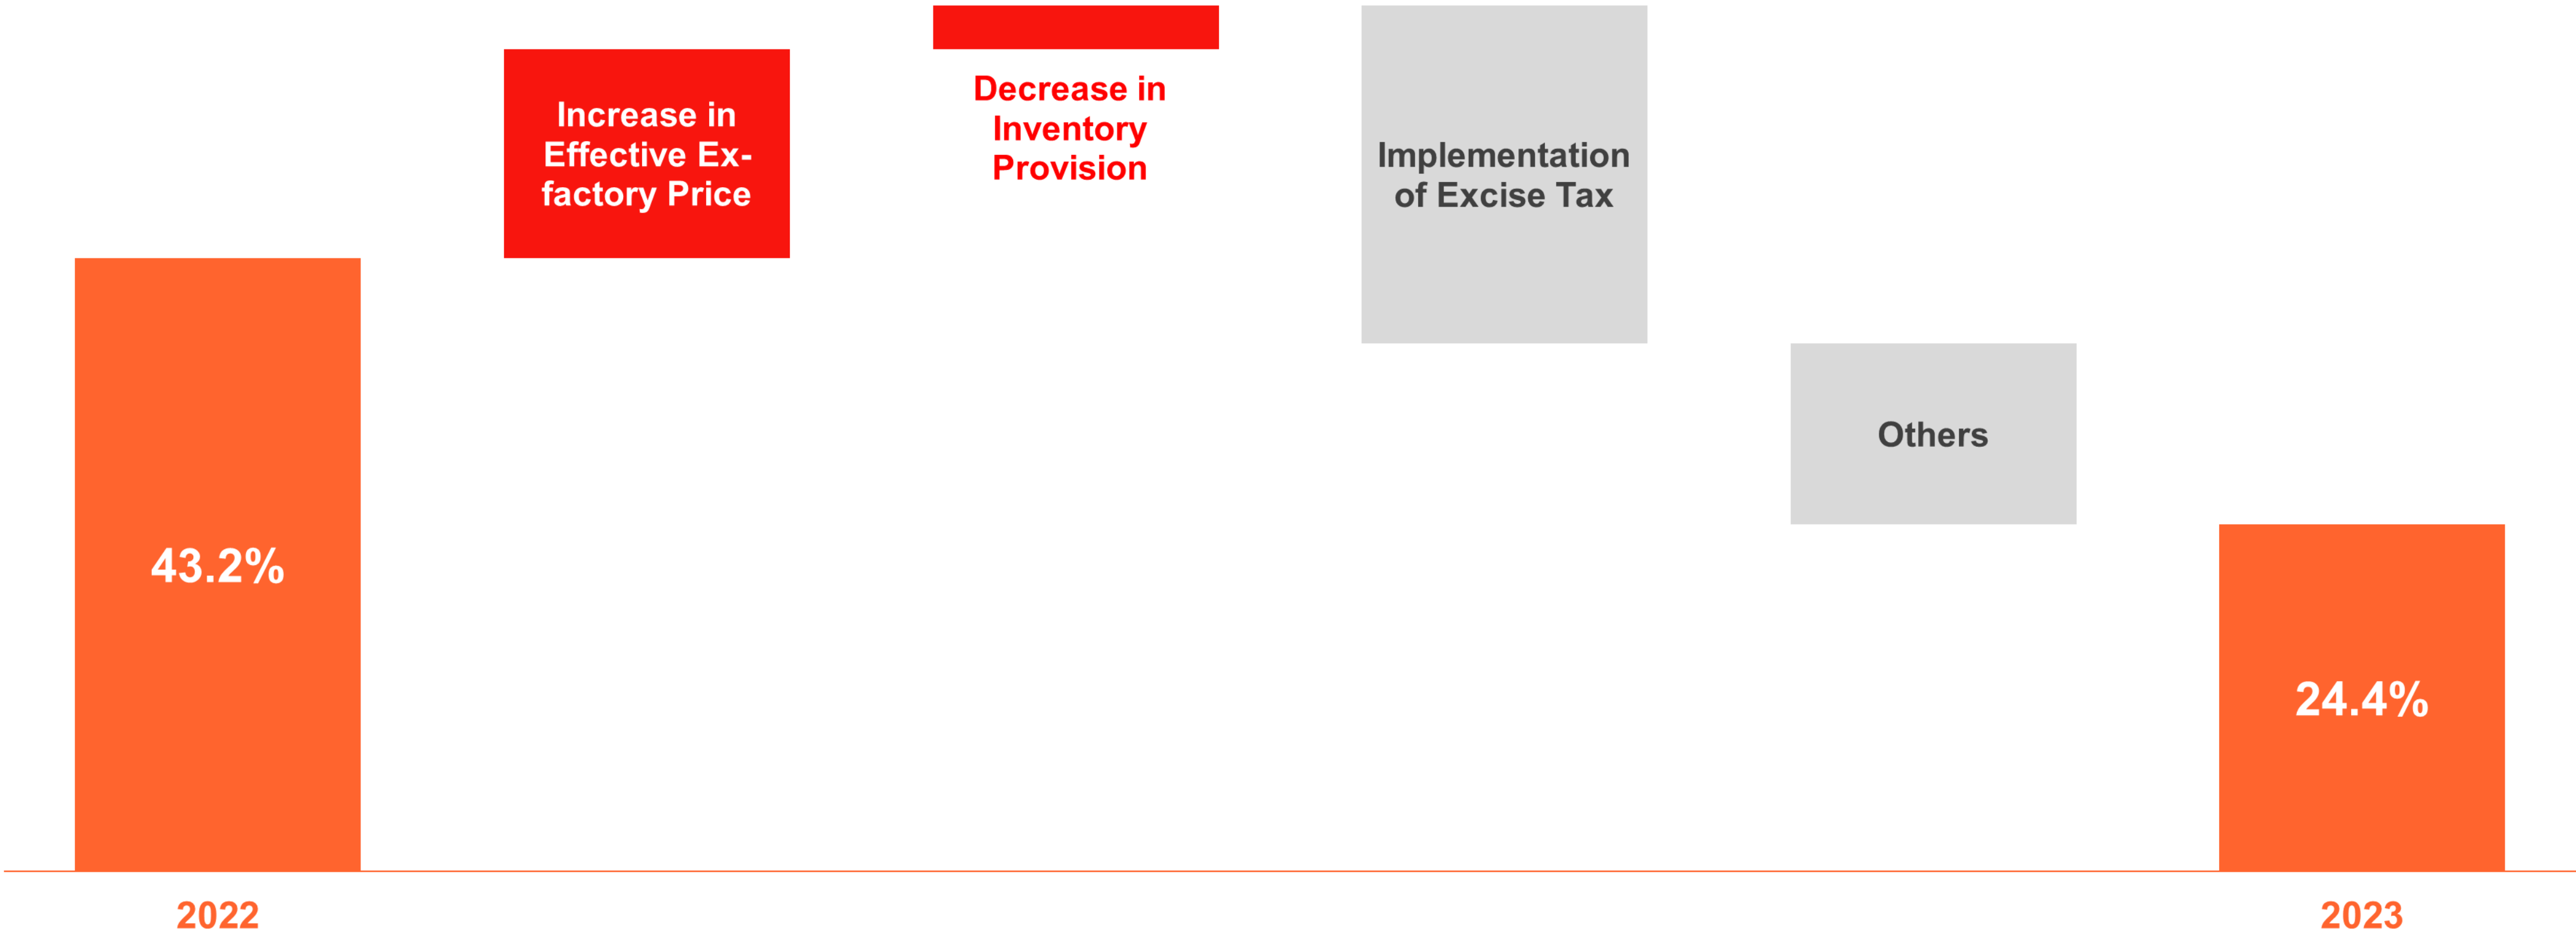 Increase in
Effective Ex-
factory Price
Decrease in
Inventory
Provision
Implementation
of Excise Tax
Others
43.2%
24.4%
2022
2023